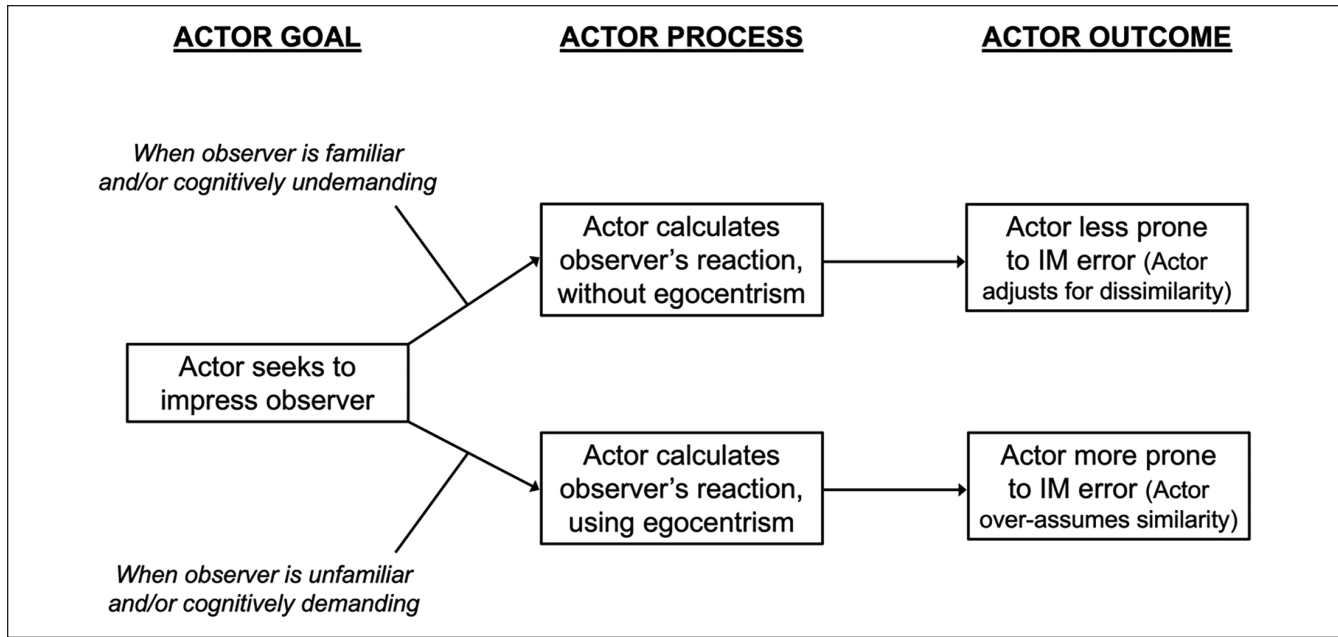 ACTOR GOAL
ACTOR PROCESS
ACTOR OUTCOME
When observer is familiar
and/or cognitively undemanding
Actor calculates
observer's reaction,
without egocentrism
Actor less prone
to IM error (Actor
adjusts for dissimilarity)
Actor seeks to
impress observer
Actor calculates
observer's reaction,
using egocentrism
Actor more prone
to IM error (Actor
over-assumes similarity)
When observer is unfamiliar
and/or cognitively demanding